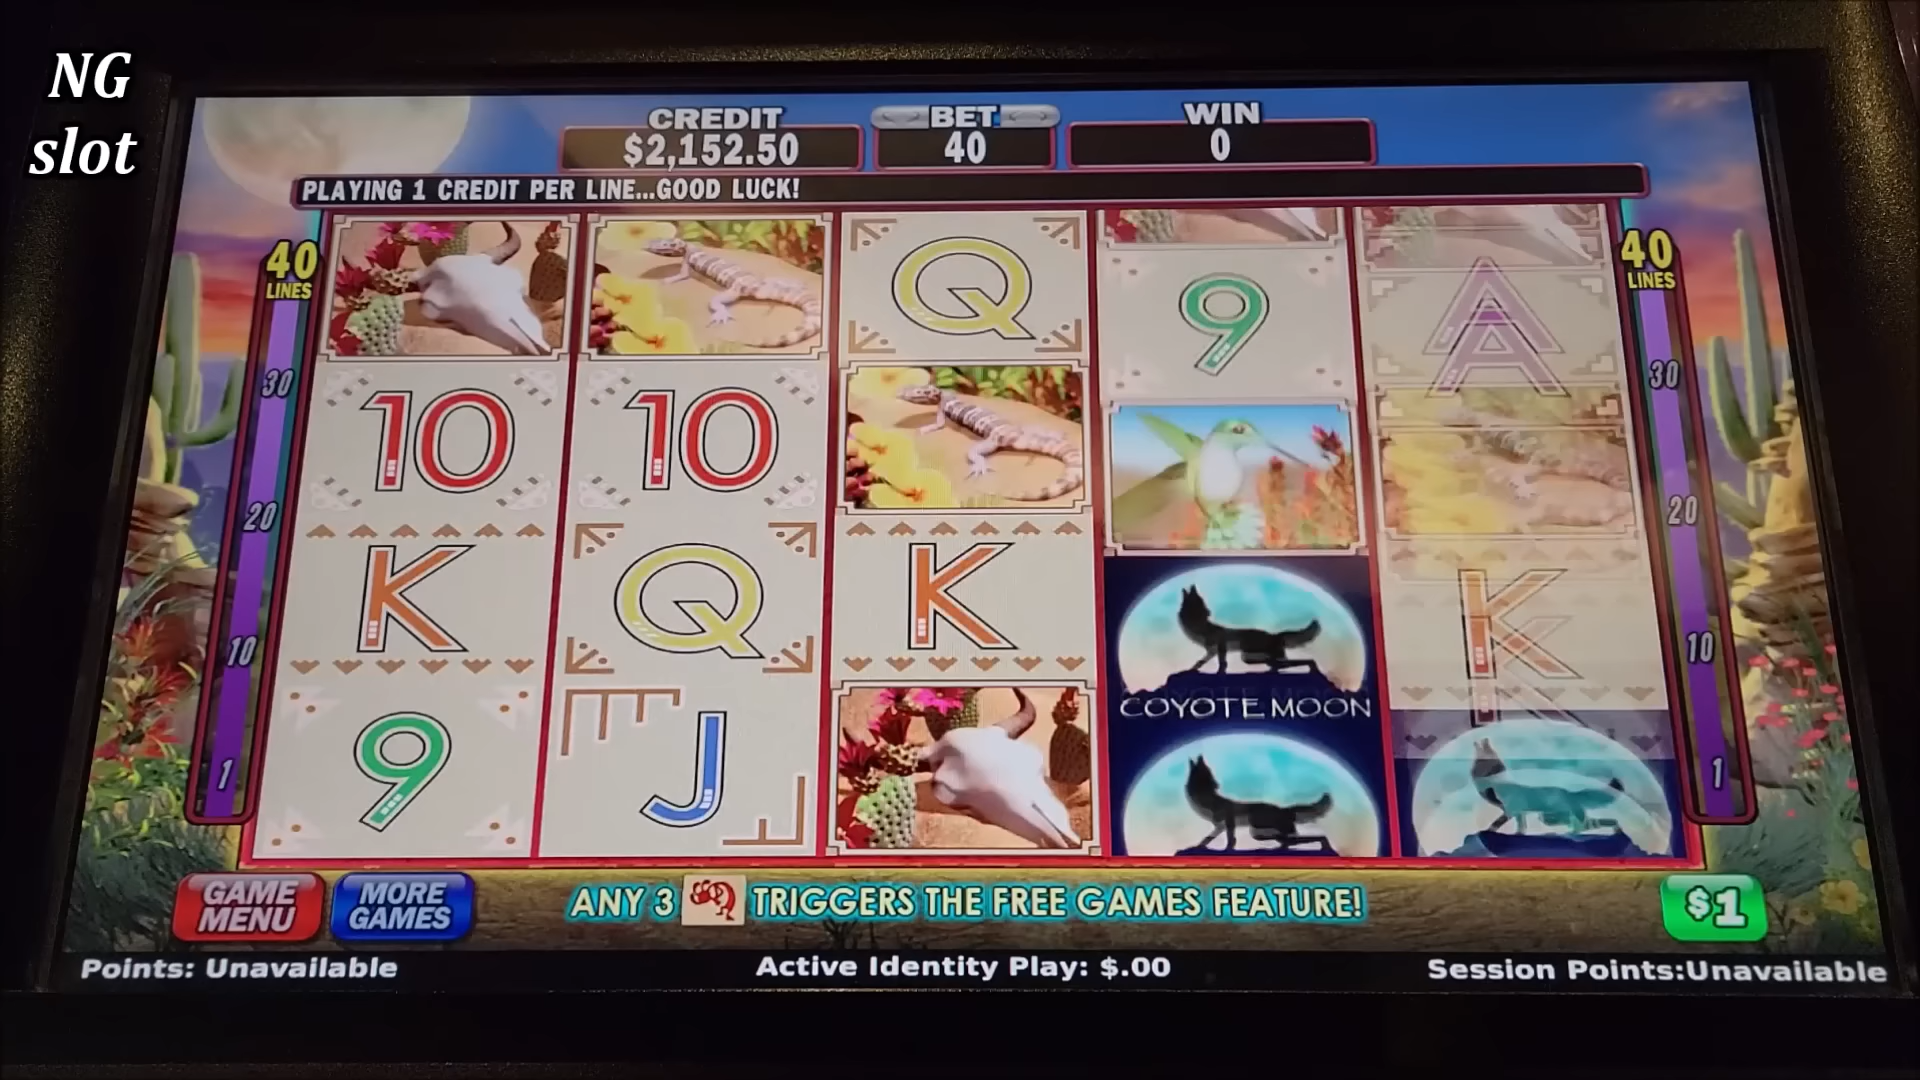 NG
slot
CREDIT
$2,152.50
BET
40
WIN
0
PLAYING 1 CREDIT PER LINE...GOOD LUCK!
40
LINES
30
20
10
1
40
LINES
30
20
10
1
Q
9
A
10
10
K
Q
K
K
9
J
COYOTE MOON
GAME
MENU
MORE
GAMES
ANY 3 TRIGGERS THE FREE GAMES FEATURE!
$1
Points: Unavailable
Active Identity Play: $.00
Session Points:Unavailable